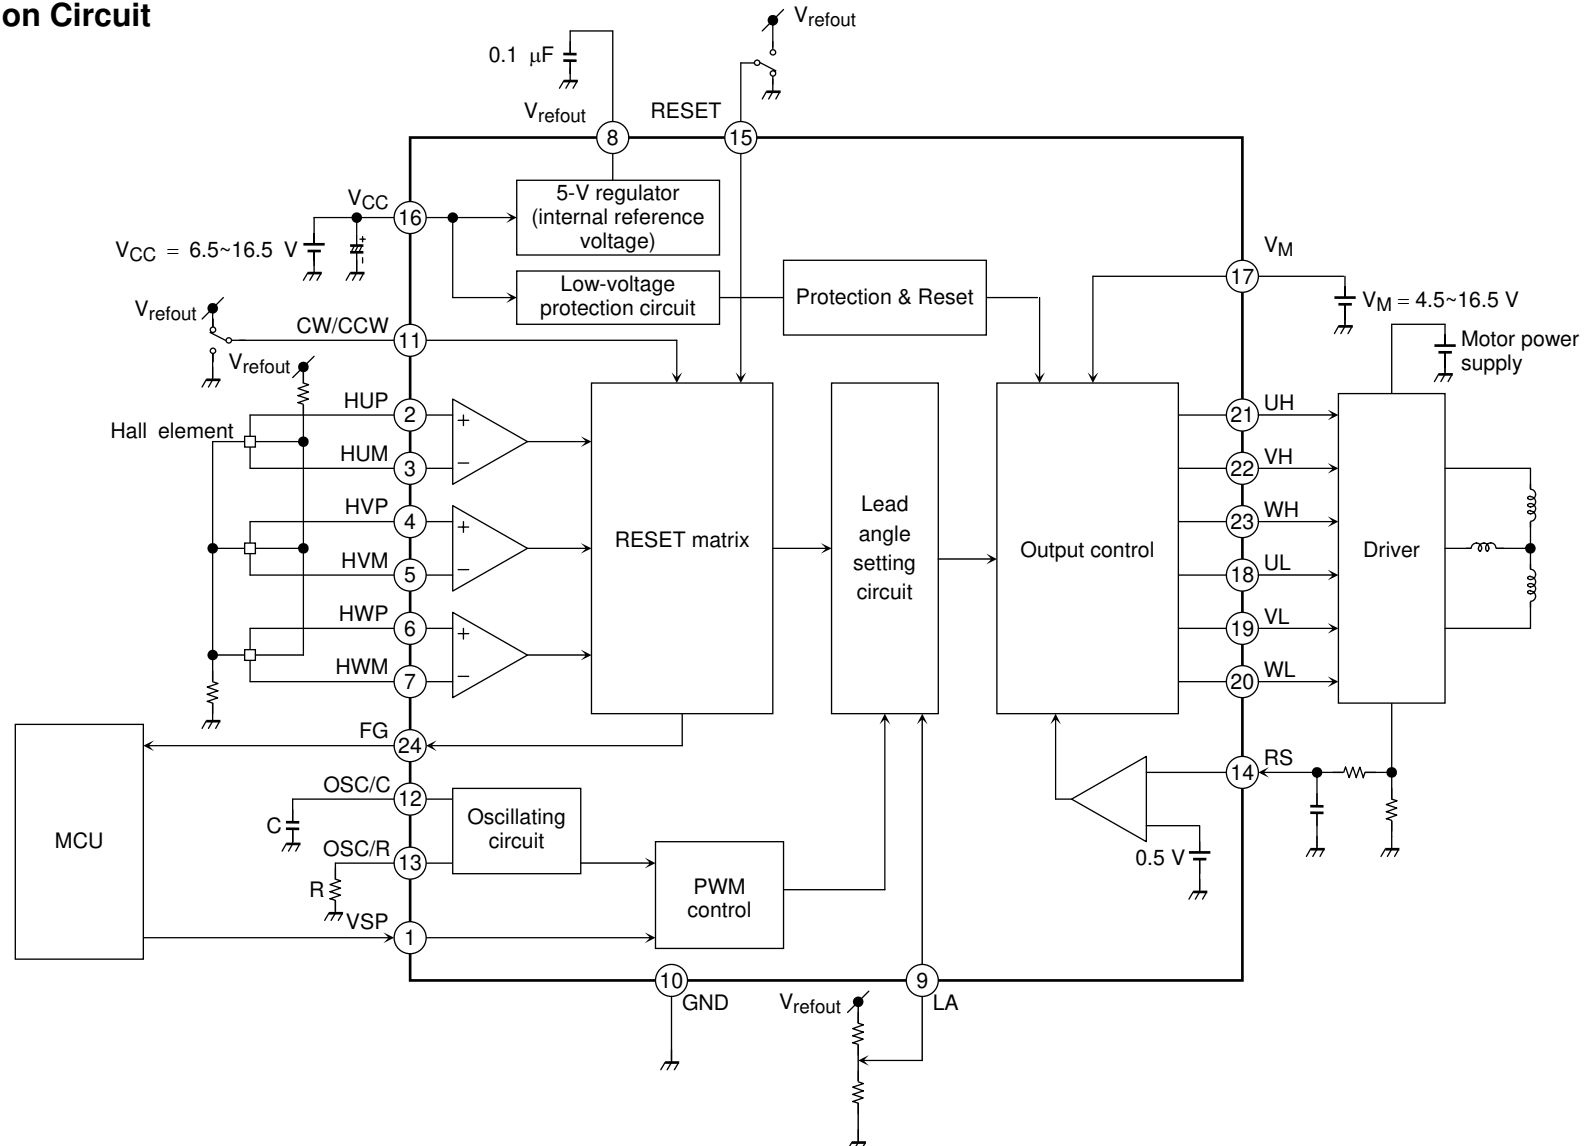 on Circuit
Vrefout
0.1 μF
Vrefout
RESET
8
15
VCC
16
5-V regulator
(internal reference
voltage)
VCC = 6.5~16.5 V
VM
17
Low-voltage
protection circuit
Protection & Reset
VM = 4.5~16.5 V
Vrefout
CW/CCW
11
Motor power
supply
Vrefout
HUP
2
+
21
UH
Hall element
HUM
3
−
22
VH
HVP
4
+
23
WH
RESET matrix
Lead
angle
setting
circuit
Output control
Driver
HVM
5
−
18
UL
HWP
6
+
19
VL
HWM
7
−
20
WL
FG
24
14
RS
OSC/C
12
C
Oscillating
circuit
MCU
OSC/R
13
R
0.5 V
PWM
control
VSP
1
10
GND
9
LA
Vrefout
+
-